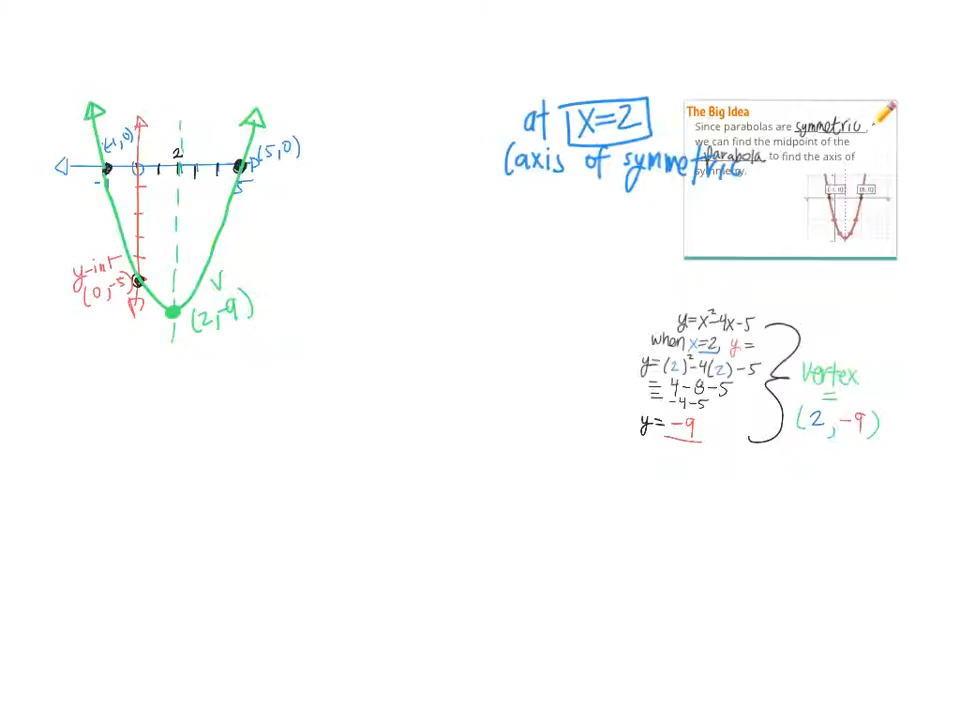 (-1,0)
2
(5,0)
5
y-int
(0,-5)
V
(2,-9)
at x=2
(axis of symmetric
The Big Idea
Since parabolas are symmetric,
we can find the midpoint of the
parabola to find the axis of
symmetry.
y=x²-4x-5
when x=2, y=
y=(2)²-4(2)-5
= 4-8-5
= -4-5
y= -9
vertex
=
(2,-9)